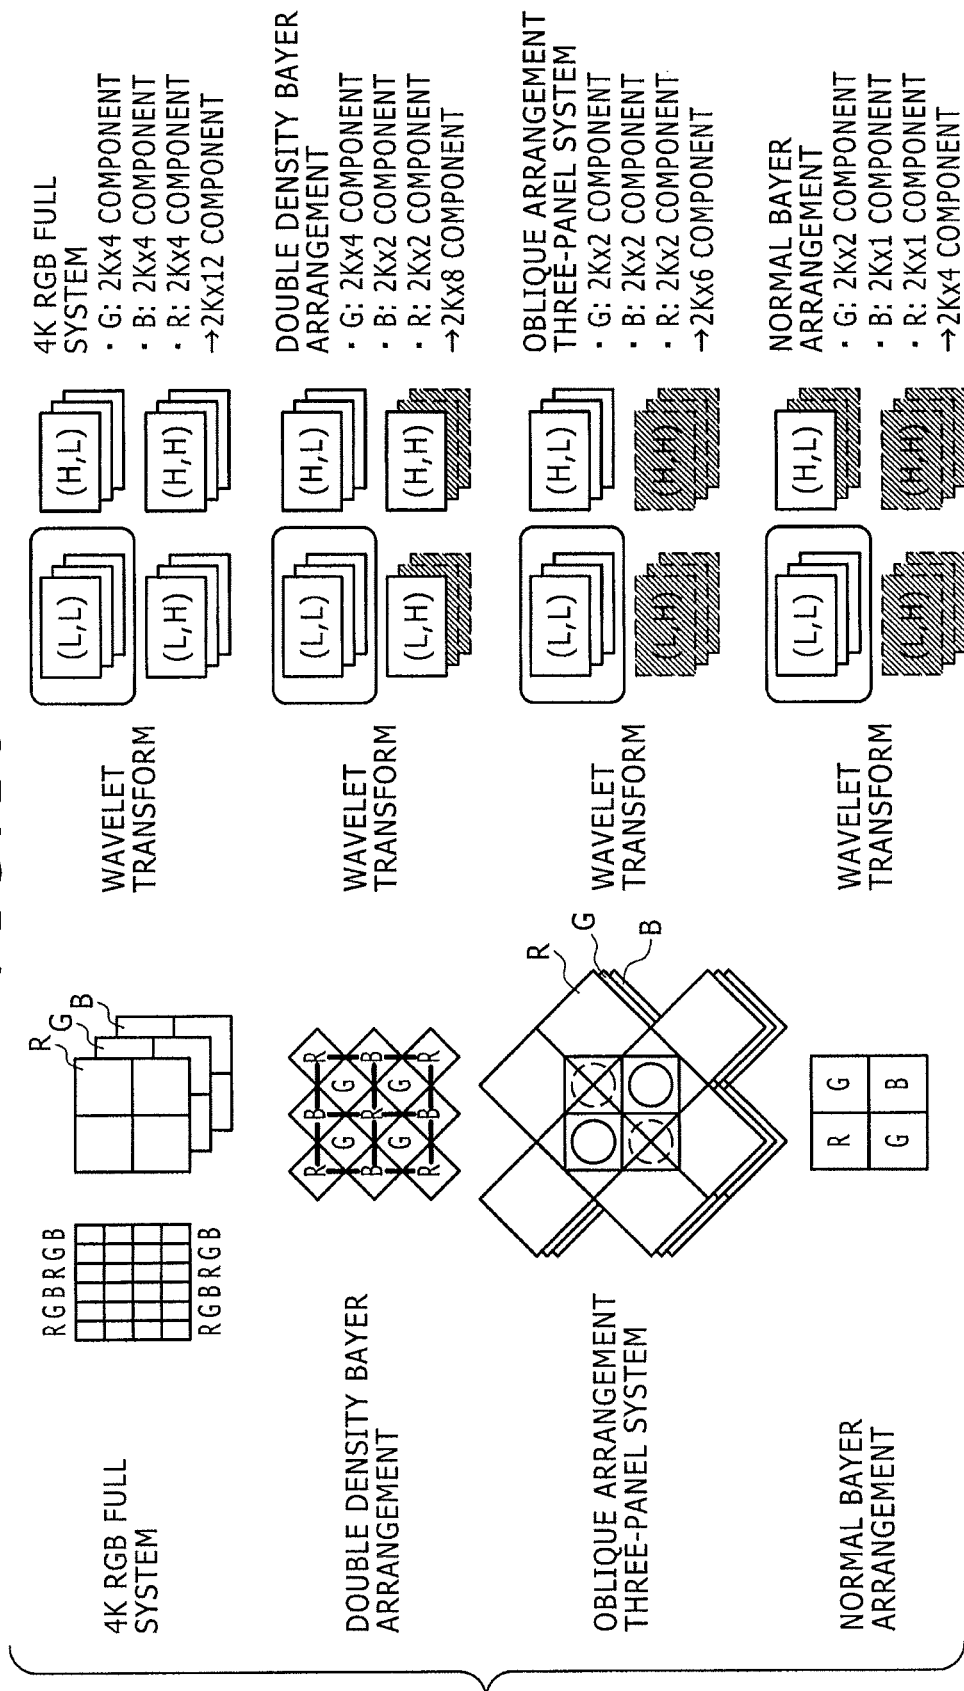 4K RGB FULL
SYSTEM
RGBRGB
RGBRGB
R
G
B
WAVELET
TRANSFORM
(L,L)
(H,L)
(L,H)
(H,H)
4K RGB FULL
SYSTEM
· G: 2Kx4 COMPONENT
· B: 2Kx4 COMPONENT
· R: 2Kx4 COMPONENT
→2Kx12 COMPONENT
DOUBLE DENSITY BAYER
ARRANGEMENT
R B R
G G
B R B
G G
R B R
WAVELET
TRANSFORM
(L,L)
(H,L)
(L,H)
(H,H)
DOUBLE DENSITY BAYER
ARRANGEMENT
· G: 2Kx4 COMPONENT
· B: 2Kx2 COMPONENT
· R: 2Kx2 COMPONENT
→2Kx8 COMPONENT
OBLIQUE ARRANGEMENT
THREE-PANEL SYSTEM
R
G
B
WAVELET
TRANSFORM
(L,L)
(H,L)
(L,H)
(H,H)
OBLIQUE ARRANGEMENT
THREE-PANEL SYSTEM
· G: 2Kx2 COMPONENT
· B: 2Kx2 COMPONENT
· R: 2Kx2 COMPONENT
→2Kx6 COMPONENT
NORMAL BAYER
ARRANGEMENT
R G
G B
WAVELET
TRANSFORM
(L,L)
(H,L)
(L,H)
(H,H)
NORMAL BAYER
ARRANGEMENT
· G: 2Kx2 COMPONENT
· B: 2Kx1 COMPONENT
· R: 2Kx1 COMPONENT
→2Kx4 COMPONENT